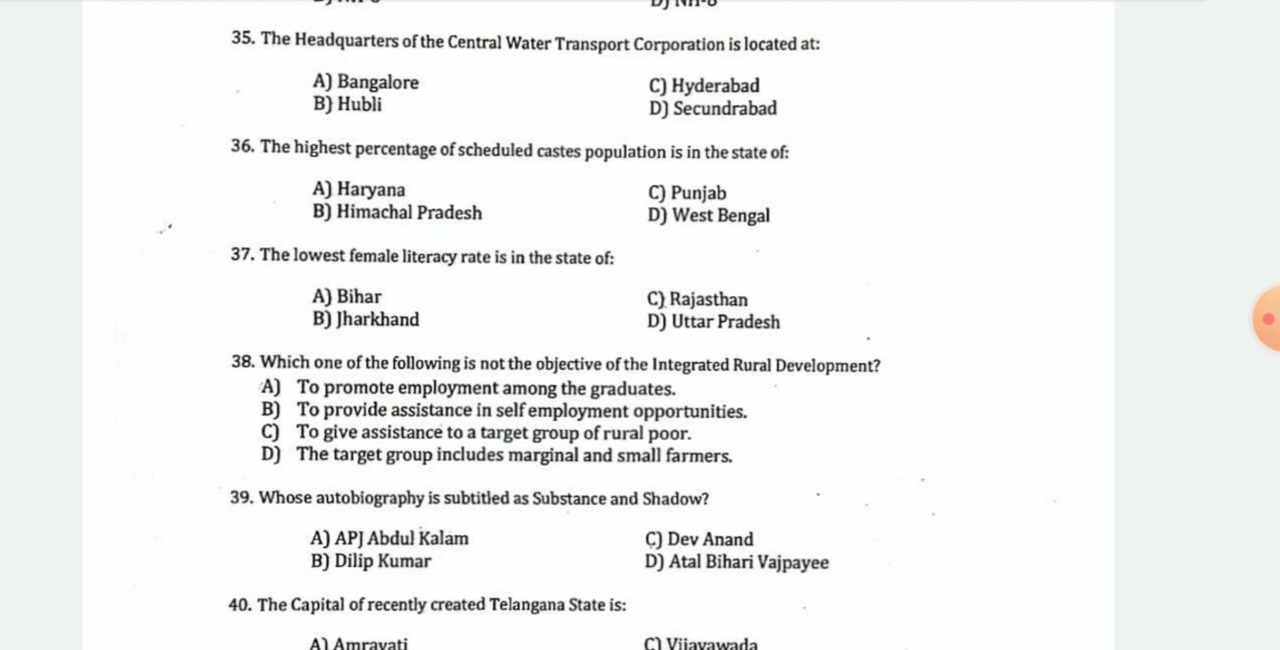 35. The Headquarters of the Central Water Transport Corporation is located at:
A) Bangalore
C) Hyderabad
B) Hubli
D) Secundrabad
36. The highest percentage of scheduled castes population is in the state of:
A) Haryana
C) Punjab
B) Himachal Pradesh
D) West Bengal
37. The lowest female literacy rate is in the state of:
A) Bihar
C) Rajasthan
B) Jharkhand
D) Uttar Pradesh
38. Which one of the following is not the objective of the Integrated Rural Development?
A) To promote employment among the graduates.
B) To provide assistance in self employment opportunities.
C) To give assistance to a target group of rural poor.
D) The target group includes marginal and small farmers.
39. Whose autobiography is subtitled as Substance and Shadow?
A) APJ Abdul Kalam
C) Dev Anand
B) Dilip Kumar
D) Atal Bihari Vajpayee
40. The Capital of recently created Telangana State is:
A) Amravati
C) Vijayawada